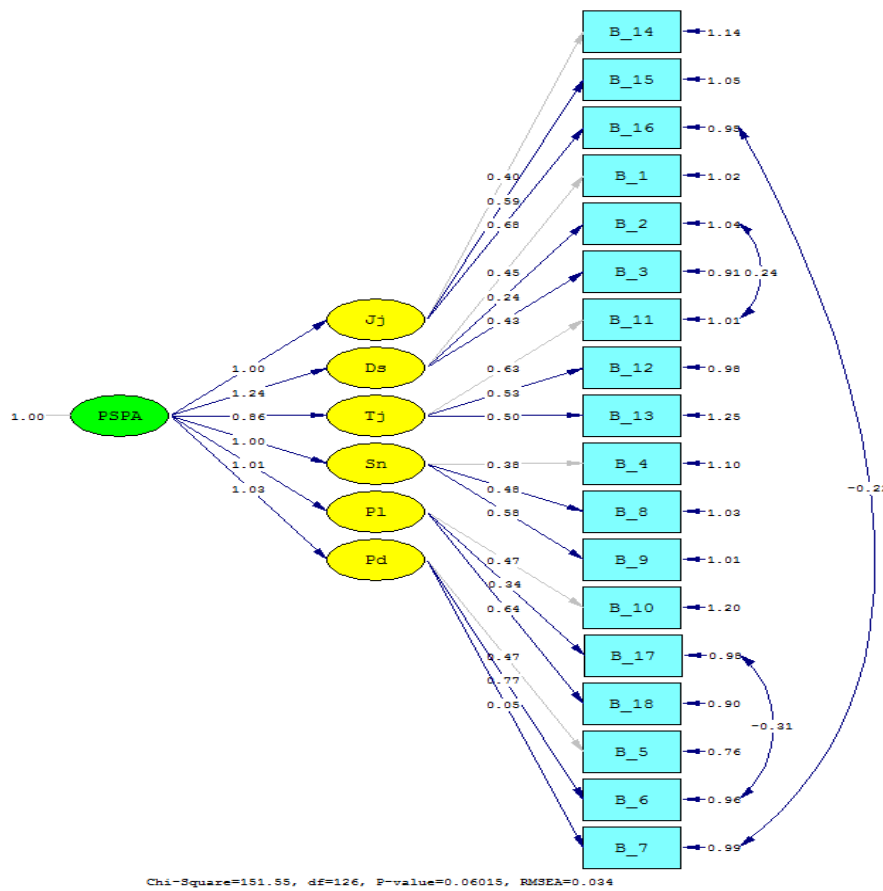 B_14 1.14
B_15 1.05
B_16 0.95
0.40 B_1 1.02
0.59
0.68 B_2 1.04
0.45 B_3 0.91 0.24
0.24
Jj 0.43 B_11 1.01
1.00 Ds 0.63 B_12 0.98
1.24
1.00 PSPA 0.86 Tj 0.53 0.50 B_13 1.25
1.00
1.01 Sn 0.38 B_4 1.10
1.03 0.48
Pl 0.58 B_8 1.03
Pd 0.47 B_9 1.01
0.34
0.64 B_10 1.20
0.47 B_17 0.98
0.77
0.05 B_18 0.90
-0.31
B_5 0.76
B_6 0.96
B_7 0.99
Chi-Square=151.55, df=126, P-value=0.06015, RMSEA=0.034